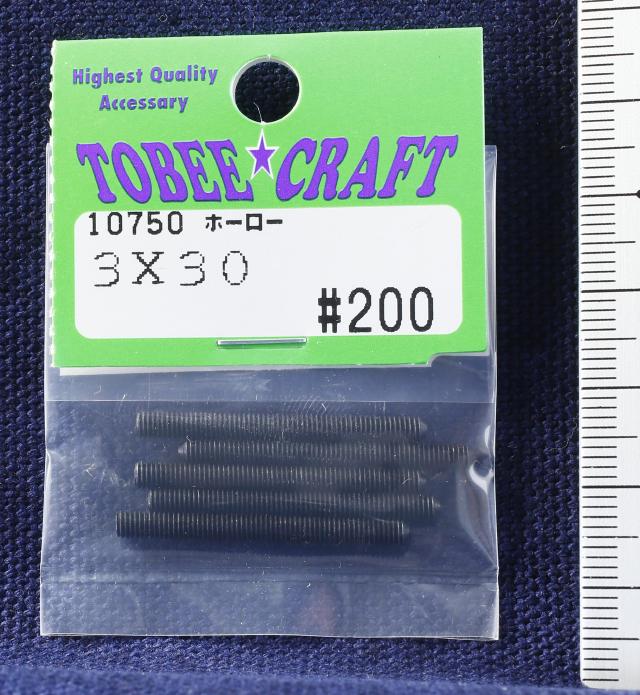 Highest Quality
Accessary
TOBEE★CRAFT
10750 ホーロー
3X30
#200